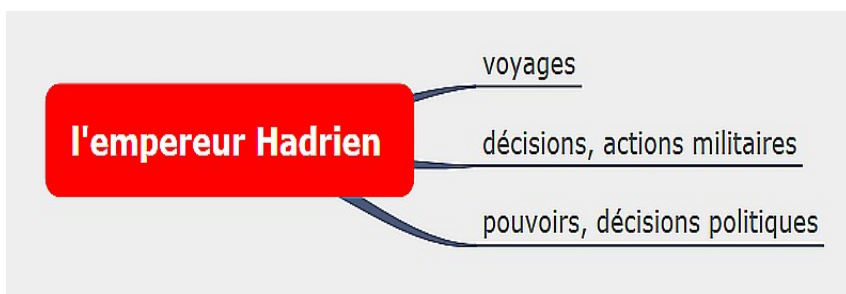 l'empereur Hadrien
voyages
décisions, actions militaires
pouvoirs, décisions politiques